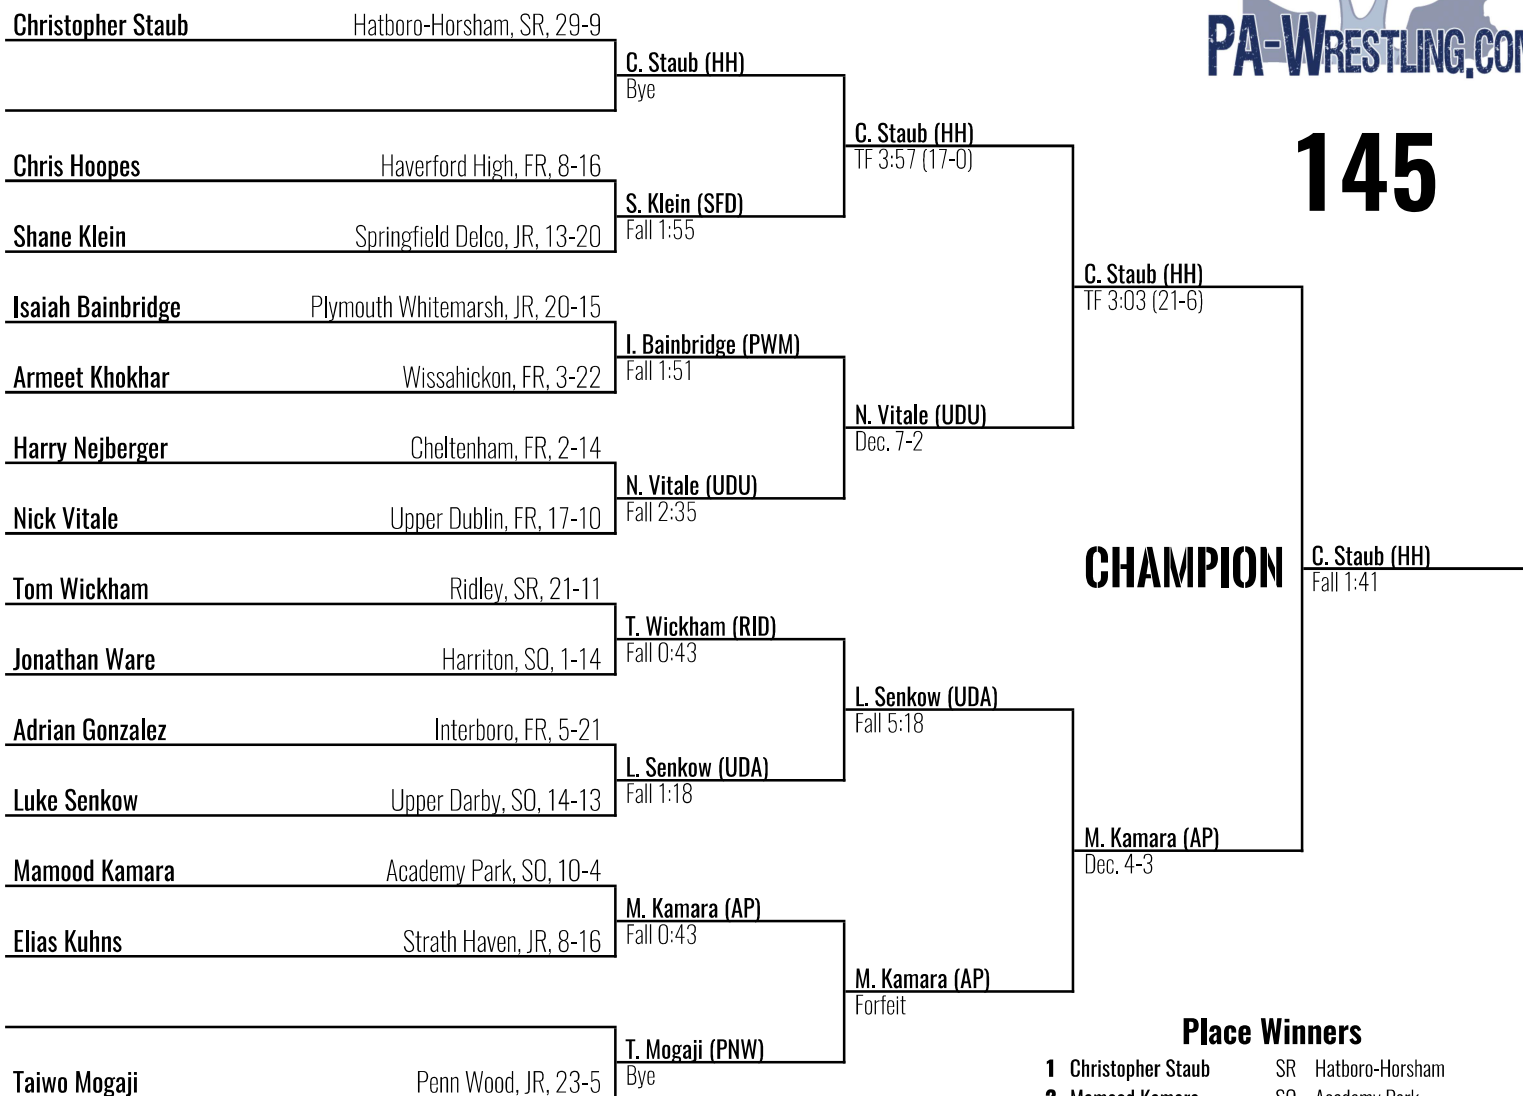 PA-WRESTLING.COM
145
Christopher Staub Hatboro-Horsham, SR, 29-9
C. Staub (HH)
Bye
Chris Hoopes Haverford High, FR, 8-16
S. Klein (SFD)
Fall 1:55
Shane Klein Springfield Delco, JR, 13-20
C. Staub (HH)
TF 3:57 (17-0)
Isaiah Bainbridge Plymouth Whitemarsh, JR, 20-15
I. Bainbridge (PWM)
Fall 1:51
Armeet Khokhar Wissahickon, FR, 3-22
Harry Nejberger Cheltenham, FR, 2-14
N. Vitale (UDU)
Fall 2:35
Nick Vitale Upper Dublin, FR, 17-10
N. Vitale (UDU)
Dec. 7-2
C. Staub (HH)
TF 3:03 (21-6)
Tom Wickham Ridley, SR, 21-11
T. Wickham (RID)
Fall 0:43
Jonathan Ware Harriton, SO, 1-14
Adrian Gonzalez Interboro, FR, 5-21
L. Senkow (UDA)
Fall 1:18
Luke Senkow Upper Darby, SO, 14-13
L. Senkow (UDA)
Fall 5:18
Mamood Kamara Academy Park, SO, 10-4
M. Kamara (AP)
Fall 0:43
Elias Kuhns Strath Haven, JR, 8-16
T. Mogaji (PNW)
Bye
Taiwo Mogaji Penn Wood, JR, 23-5
M. Kamara (AP)
Forfeit
M. Kamara (AP)
Dec. 4-3
CHAMPION
C. Staub (HH)
Fall 1:41
Place Winners
1 Christopher Staub SR Hatboro-Horsham
2 Mamood Kamara SO Academy Park